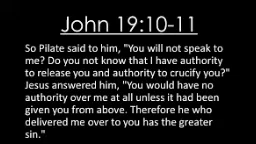 John 19:10-11
So Pilate said to him, "You will not speak to
me? Do you not know that I have authority
to release you and authority to crucify you?"
Jesus answered him, "You would have no
authority over me at all unless it had been
given you from above. Therefore he who
delivered me over to you has the greater
sin."